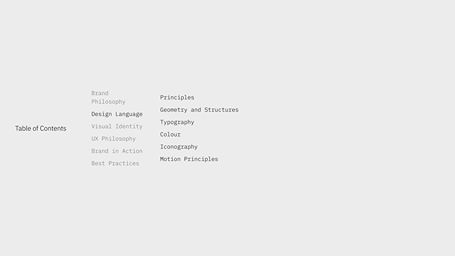 Table of Contents
Brand
Philosophy
Design Language
Visual Identity
UX Philosophy
Brand in Action
Best Practices
Principles
Geometry and Structures
Typography
Colour
Iconography
Motion Principles